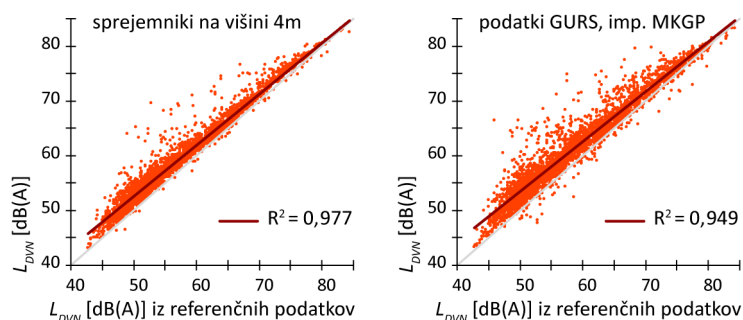 sprejemniki na višini 4m
80
70
60
50
40
L_DVN [dB(A)]
R² = 0,977
40 50 60 70 80
L_DVN [dB(A)] iz referenčnih podatkov
podatki GURS, imp. MKGP
80
70
60
50
40
L_DVN [dB(A)]
R² = 0,949
40 50 60 70 80
L_DVN [dB(A)] iz referenčnih podatkov